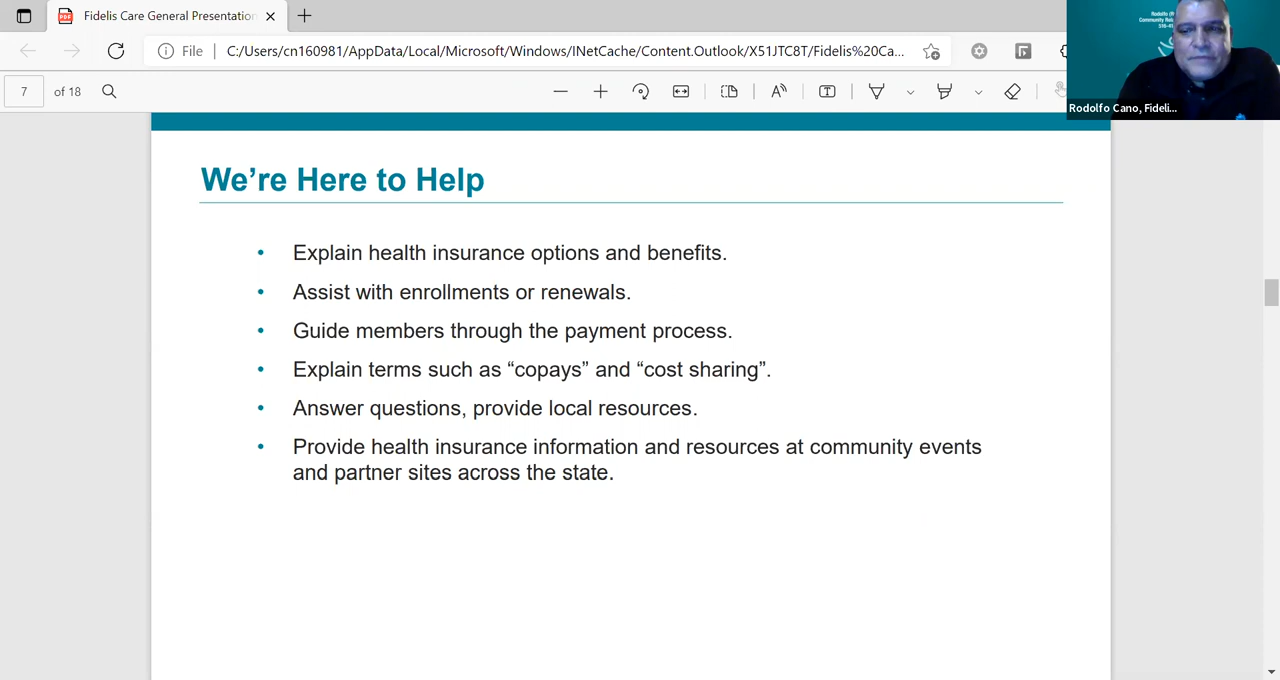 Fidelis Care General Presentation
File
C:/Users/cn160981/AppData/Local/Microsoft/Windows/INetCache/Content.Outlook/X51JTC8T/Fidelis%20Ca...
7 of 18
Rodolfo Cano, Fideli...
We're Here to Help
• Explain health insurance options and benefits.
• Assist with enrollments or renewals.
• Guide members through the payment process.
• Explain terms such as “copays” and “cost sharing”.
• Answer questions, provide local resources.
• Provide health insurance information and resources at community events
and partner sites across the state.